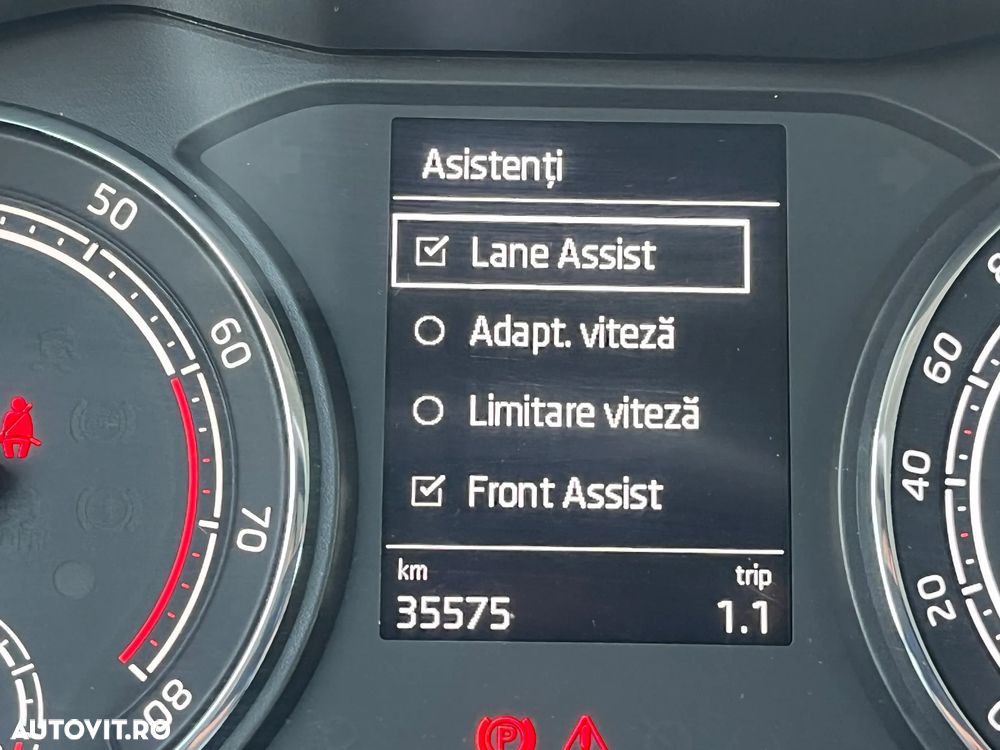 Asistenți
Lane Assist
Adapt. viteză
Limitare viteză
Front Assist
km
trip
35575
1.1
50
60
70
80
60
40
20
P
AUTOVIT.RO